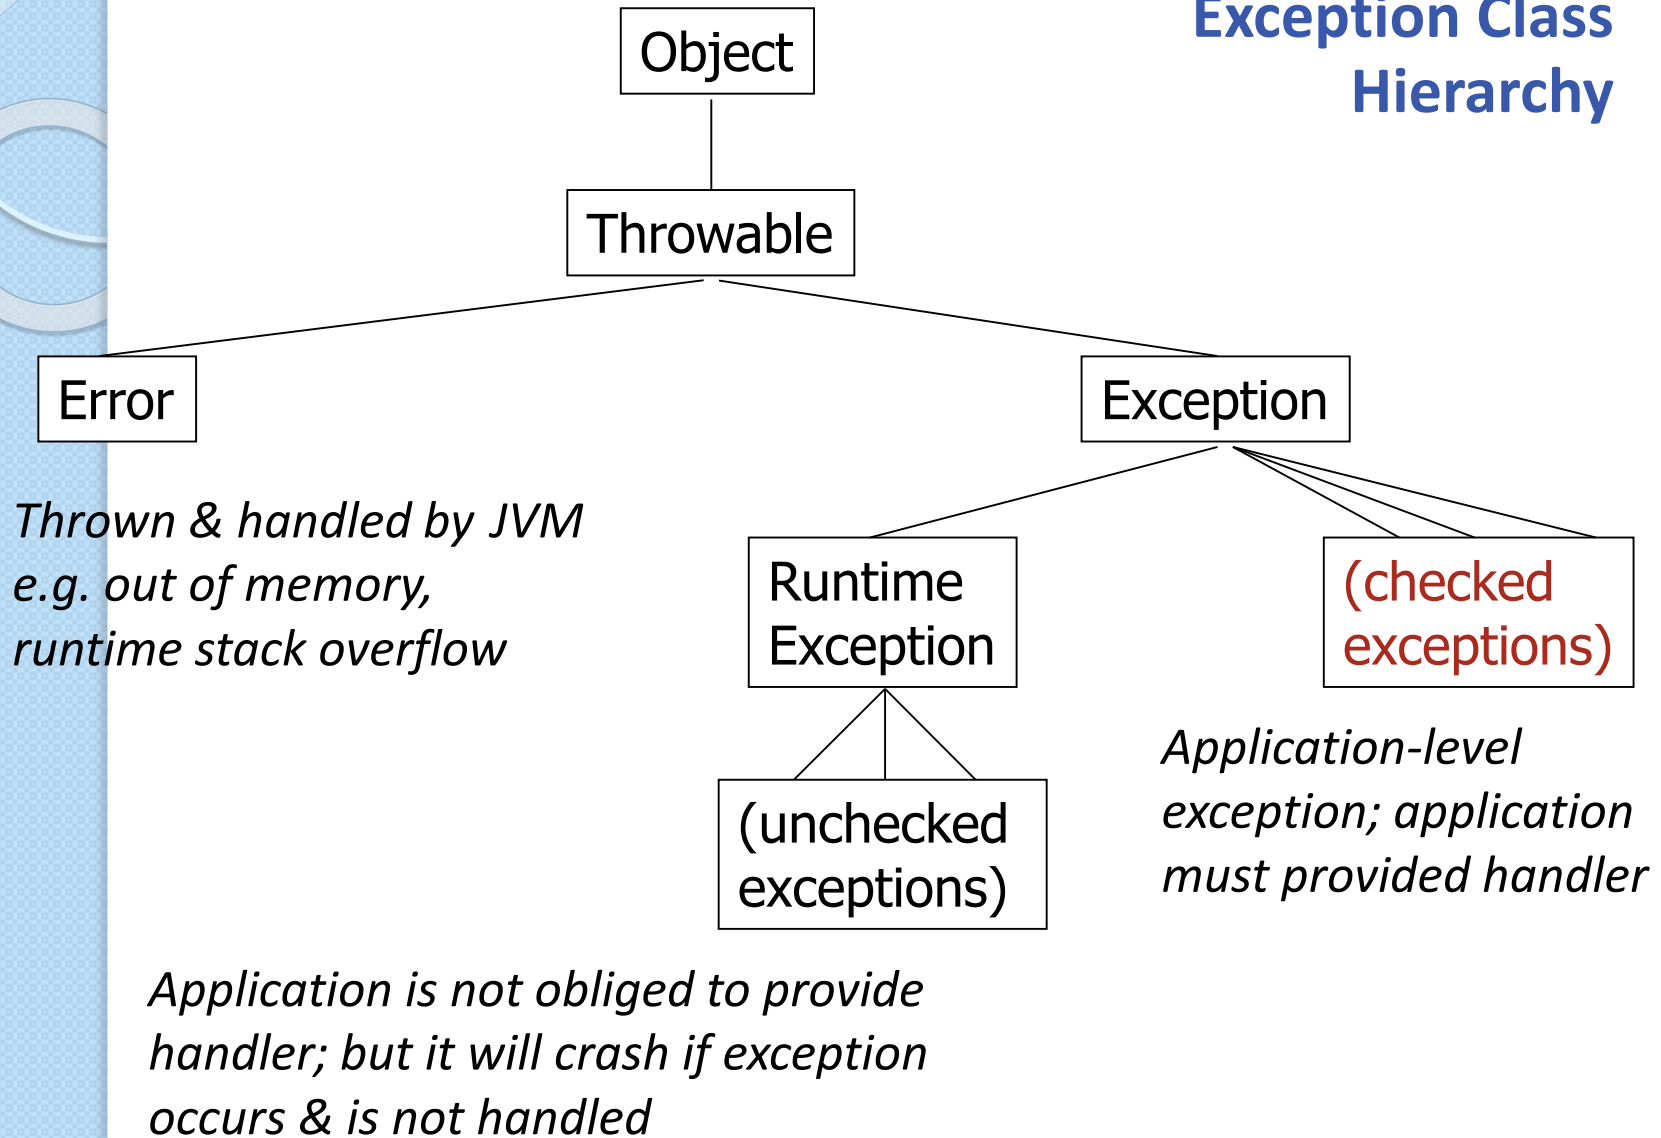 Exception Class
Hierarchy
Object
Throwable
Error
Exception
Thrown & handled by JVM
e.g. out of memory,
runtime stack overflow
Runtime
Exception
(checked
exceptions)
(unchecked
exceptions)
Application-level
exception; application
must provided handler
Application is not obliged to provide
handler; but it will crash if exception
occurs & is not handled